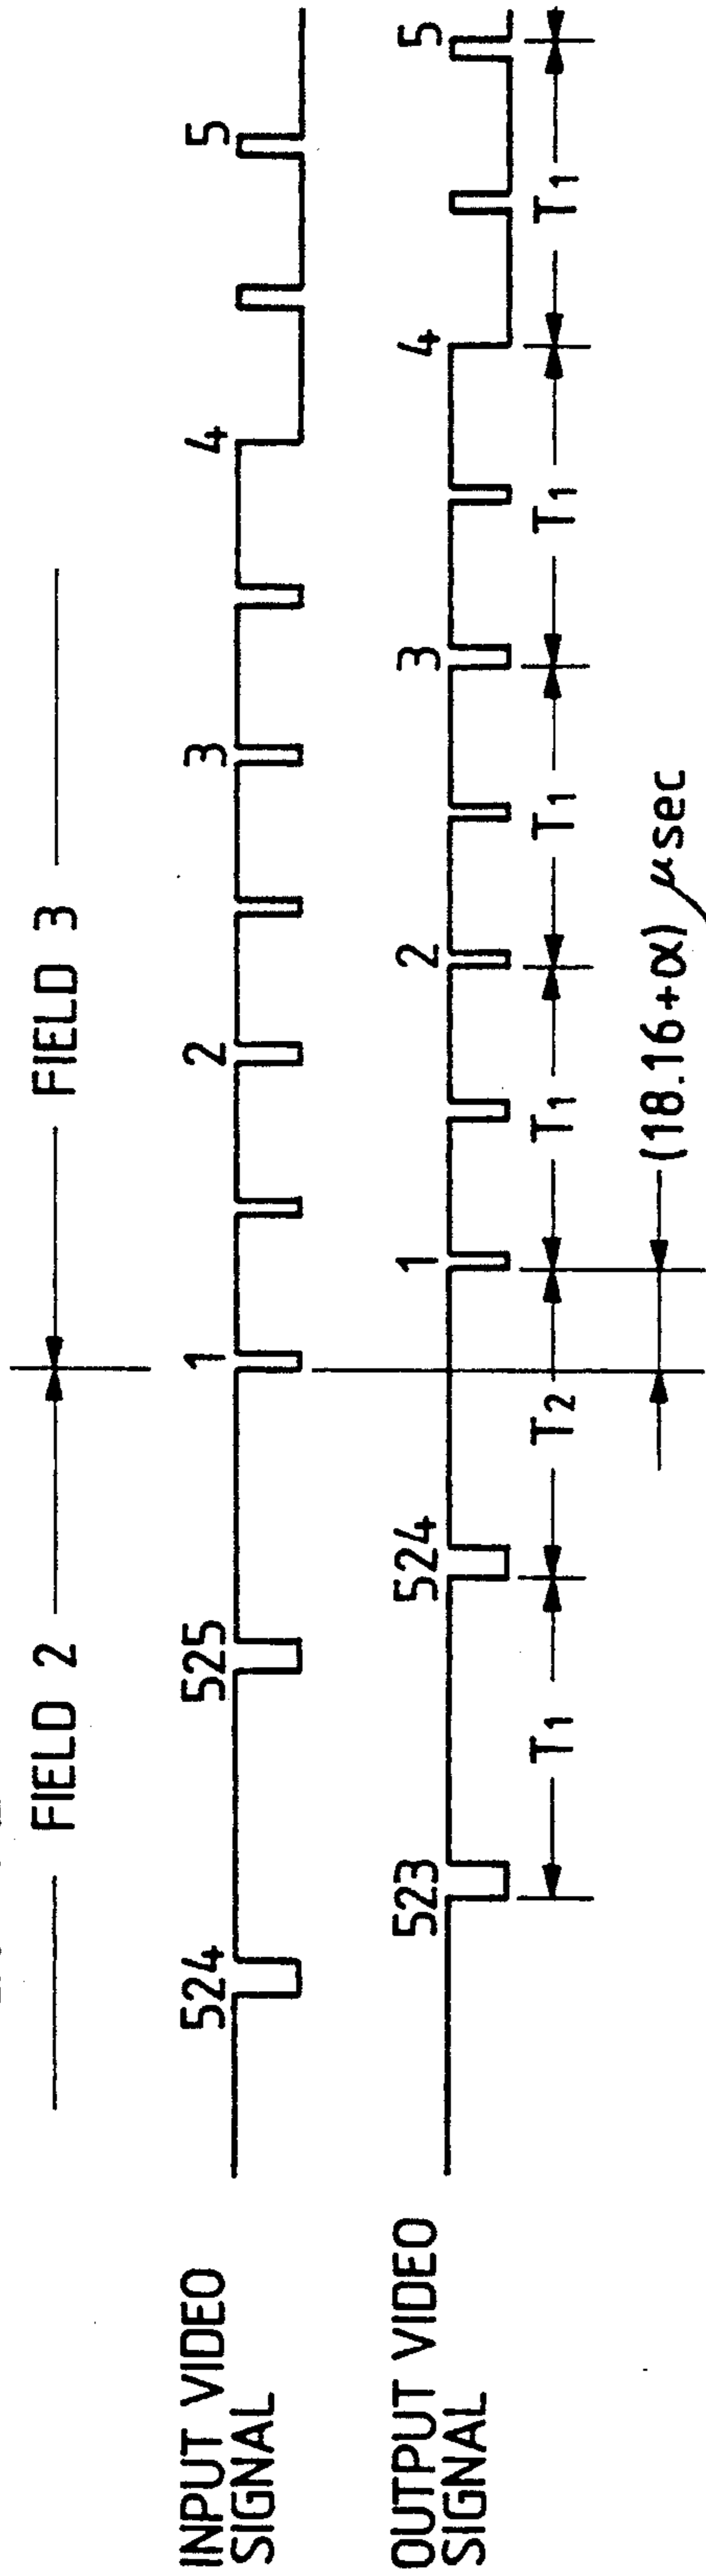 FIELD 2 FIELD 3
INPUT VIDEO
SIGNAL
524 525 1 2 3 4 5
OUTPUT VIDEO
SIGNAL
523 524 1 2 3 4 5
T1 T2 T1 T1 T1 T1
(18.16+α) μsec